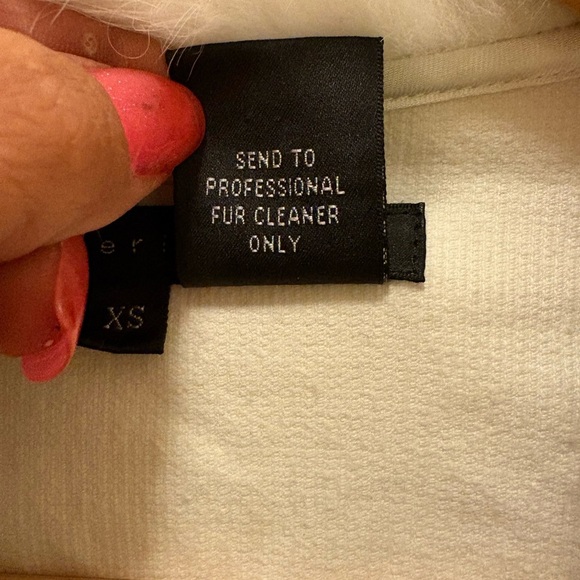 SEND TO
PROFESSIONAL
FUR CLEANER
ONLY
XS